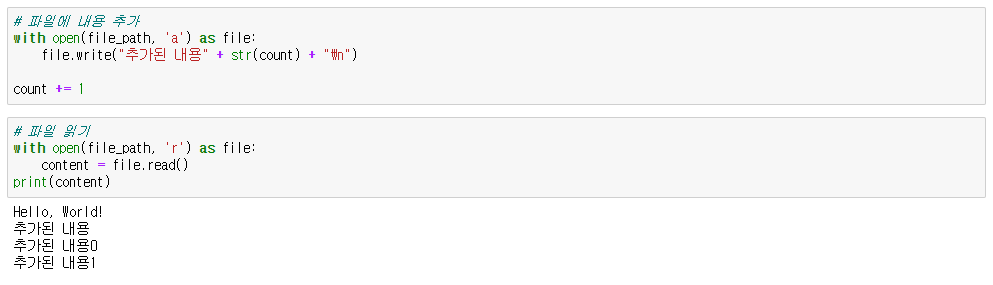 # 파일에 내용 추가
with open(file_path, 'a') as file:
    file.write("추가된 내용" + str(count) + "₩n")
count += 1
# 파일 읽기
with open(file_path, 'r') as file:
    content = file.read()
print(content)
Hello, World!
추가된 내용
추가된 내용0
추가된 내용1